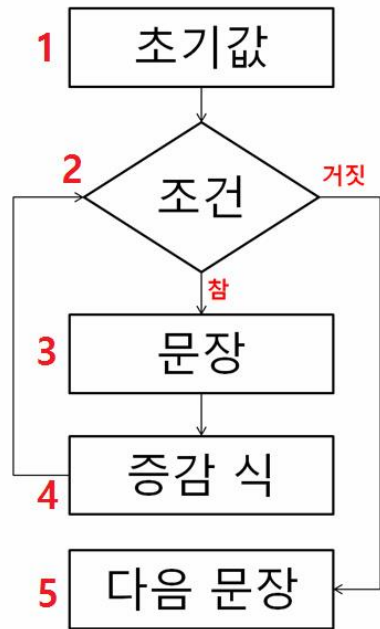 1 초기값
2 조건 거짓
참
3 문장
4 증감 식
5 다음 문장